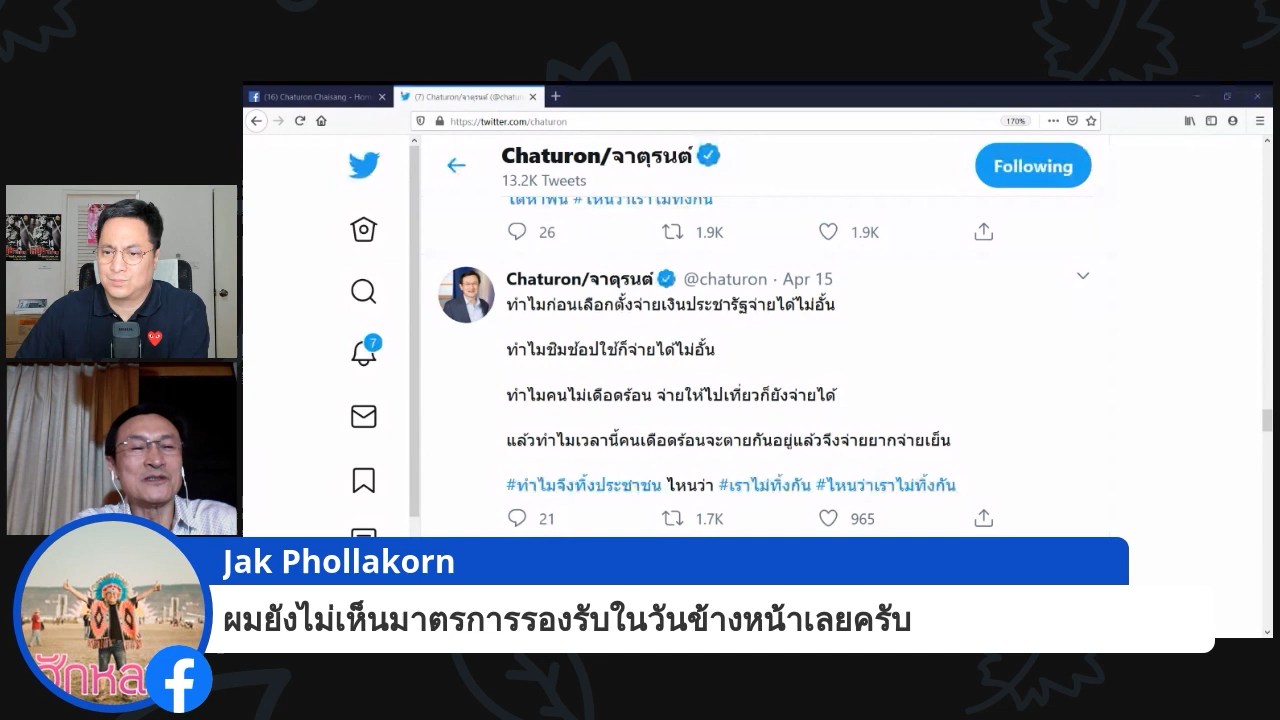 (16) Chaturon Chaisang - Hom
(7) Chaturon/จาตุรนต์ (@chatur
https://twitter.com/chaturon
170%
Chaturon/จาตุรนต์
13.2K Tweets
Following
26
1.9K
1.9K
7
Chaturon/จาตุรนต์ @chaturon · Apr 15
ทำไมก่อนเลือกตั้งจ่ายเงินประชารัฐจ่ายได้ไม่อั้น
ทำไมชิมช้อปใช้ก็จ่ายได้ไม่อั้น
ทำไมคนไม่เดือดร้อน จ่ายให้ไปเที่ยวก็ยังจ่ายได้
แล้วทำไมเวลานี้คนเดือดร้อนจะตายกันอยู่แล้วจึงจ่ายยากจ่ายเย็น
#ทำไมจึงทิ้งประชาชน ไหนว่า #เราไม่ทิ้งกัน #ไหนว่าเราไม่ทิ้งกัน
21
1.7K
965
Jak Phollakorn
ผมยังไม่เห็นมาตรการรองรับในวันข้างหน้าเลยครับ